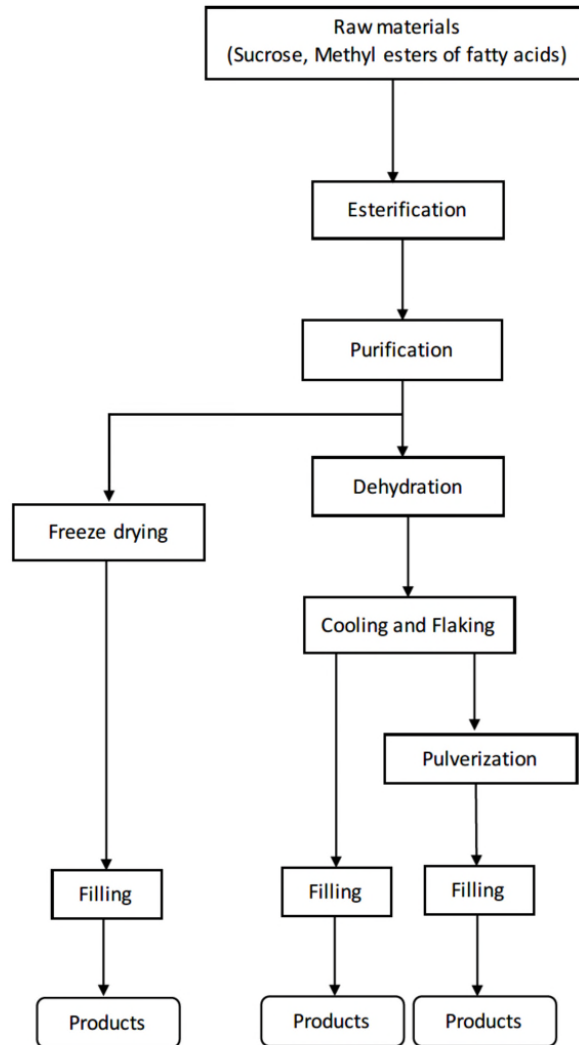 Raw materials
(Sucrose, Methyl esters of fatty acids)
Esterification
Purification
Dehydration
Freeze drying
Cooling and Flaking
Pulverization
Filling
Filling
Filling
Products
Products
Products